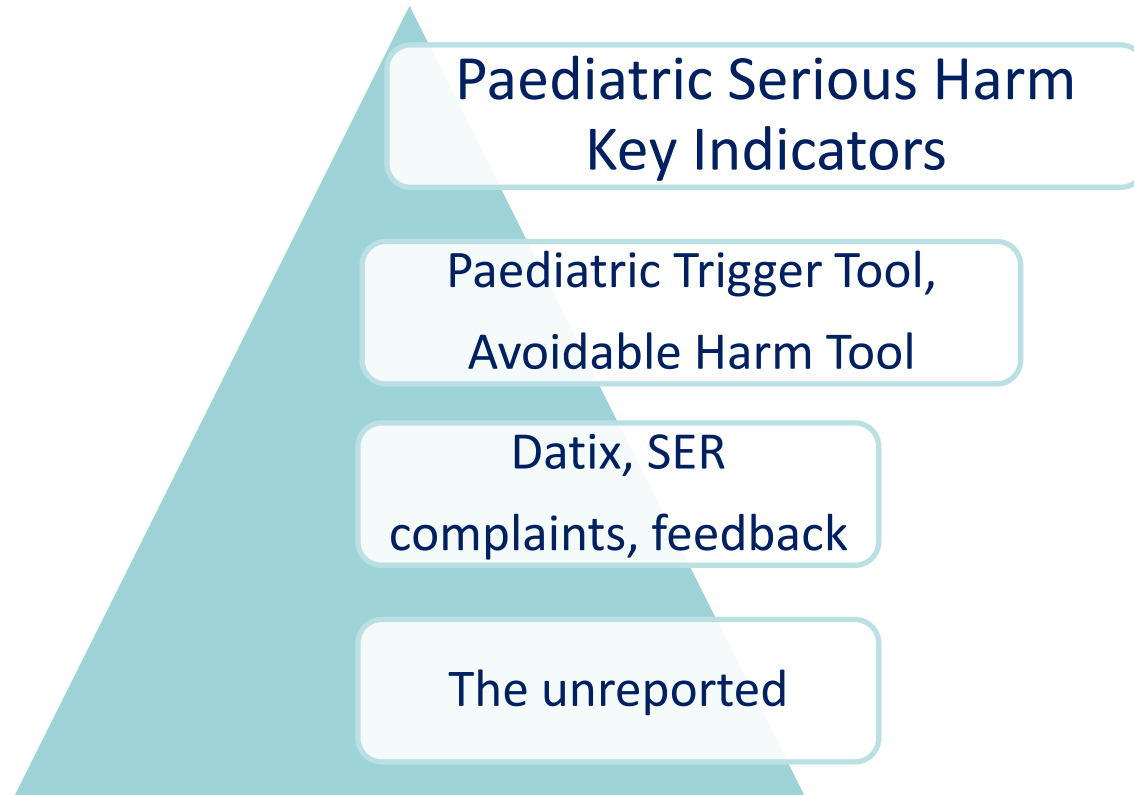 Paediatric Serious Harm
Key Indicators
Paediatric Trigger Tool,
Avoidable Harm Tool
Datix, SER
complaints, feedback
The unreported